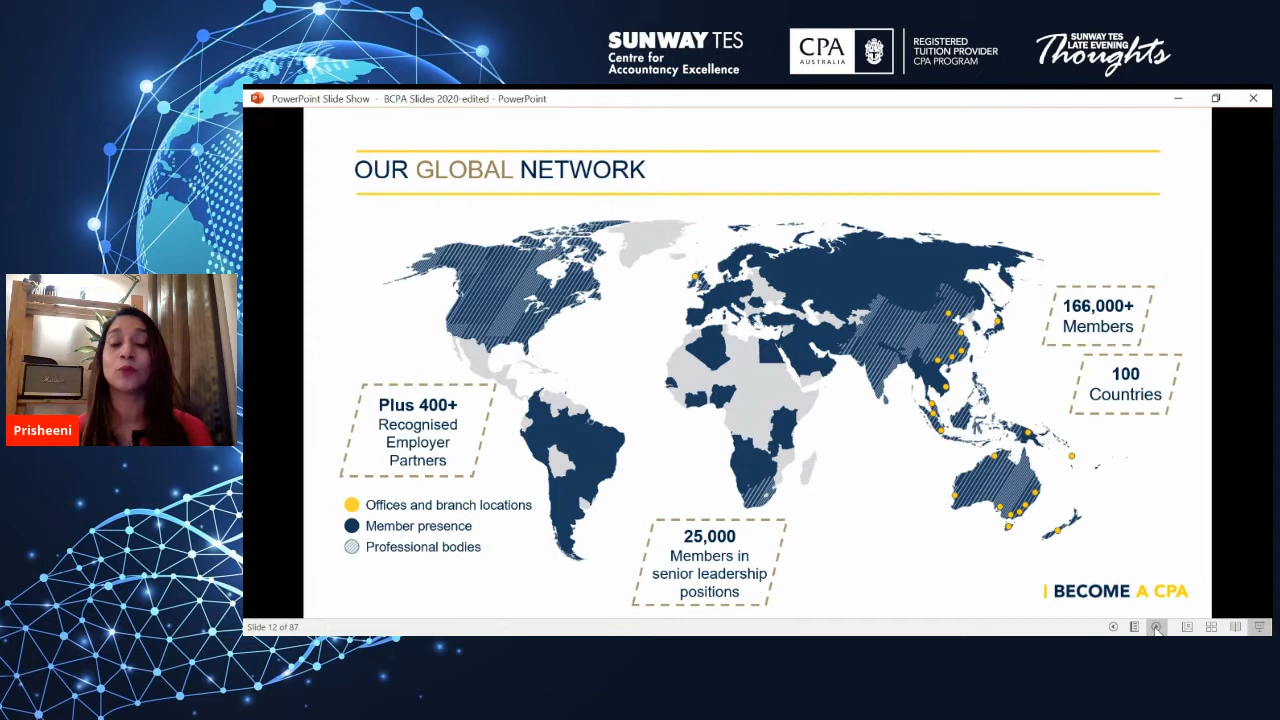 SUNWAY TES
Centre for
Accountancy Excellence
CPA
AUSTRALIA
REGISTERED
TUITION PROVIDER
CPA PROGRAM
SUNWAY TES
LATE EVENING
Thoughts
PowerPoint Slide Show - BCPA Slides 2020-edited - PowerPoint
OUR GLOBAL NETWORK
166,000+
Members
100
Countries
Plus 400+
Recognised
Employer
Partners
Offices and branch locations
Member presence
Professional bodies
25,000
Members in
senior leadership
positions
BECOME A CPA
Prisheeni
Slide 12 of 87